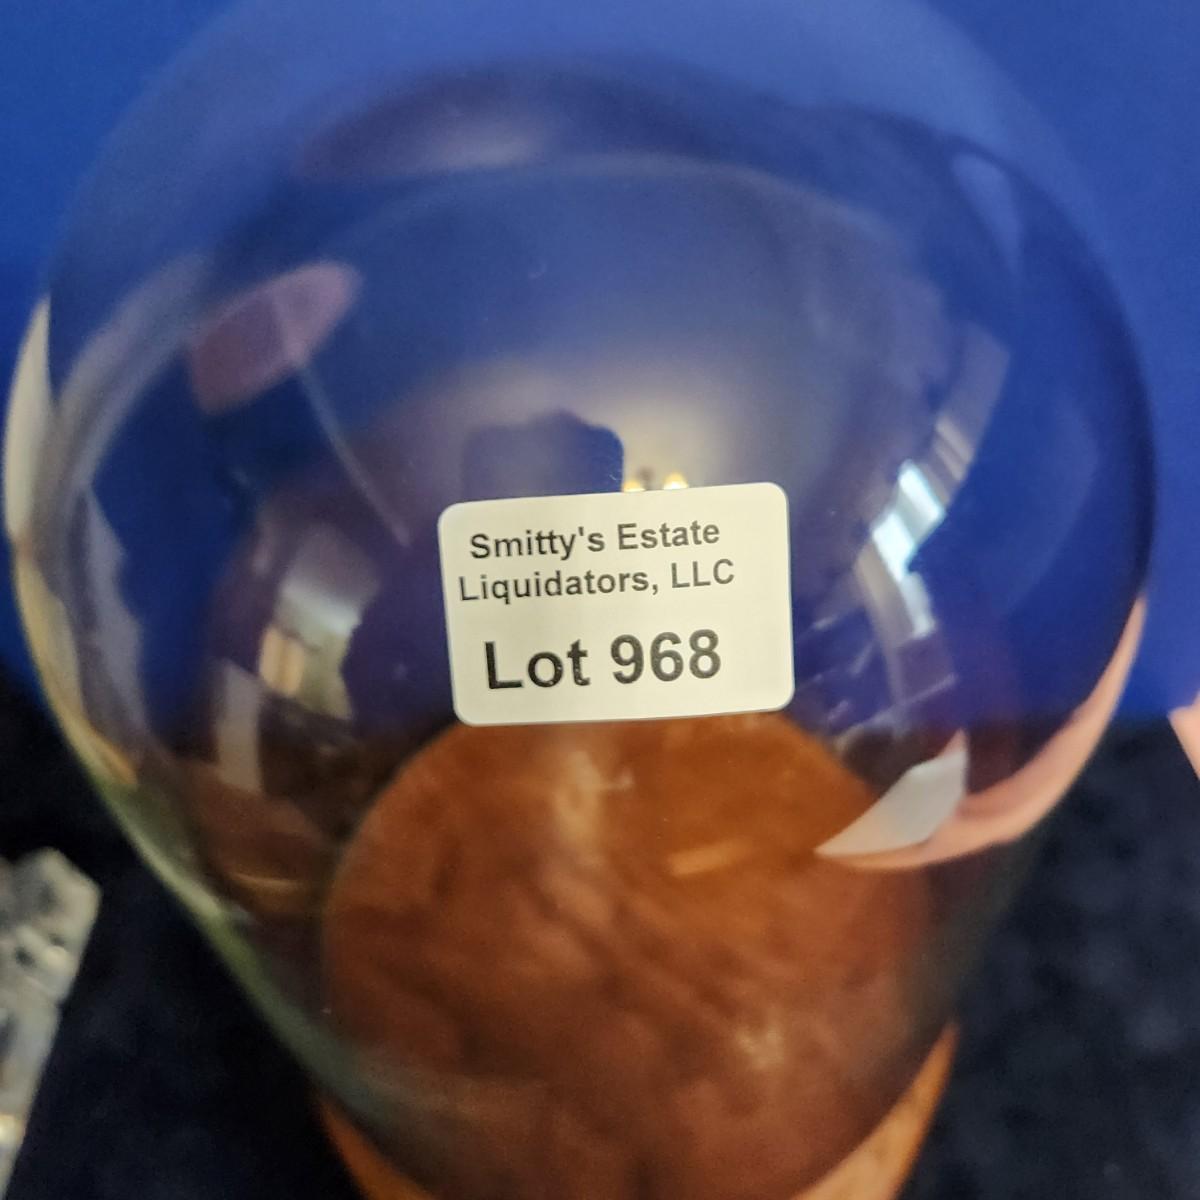 Smitty's Estate
Liquidators, LLC
Lot 968